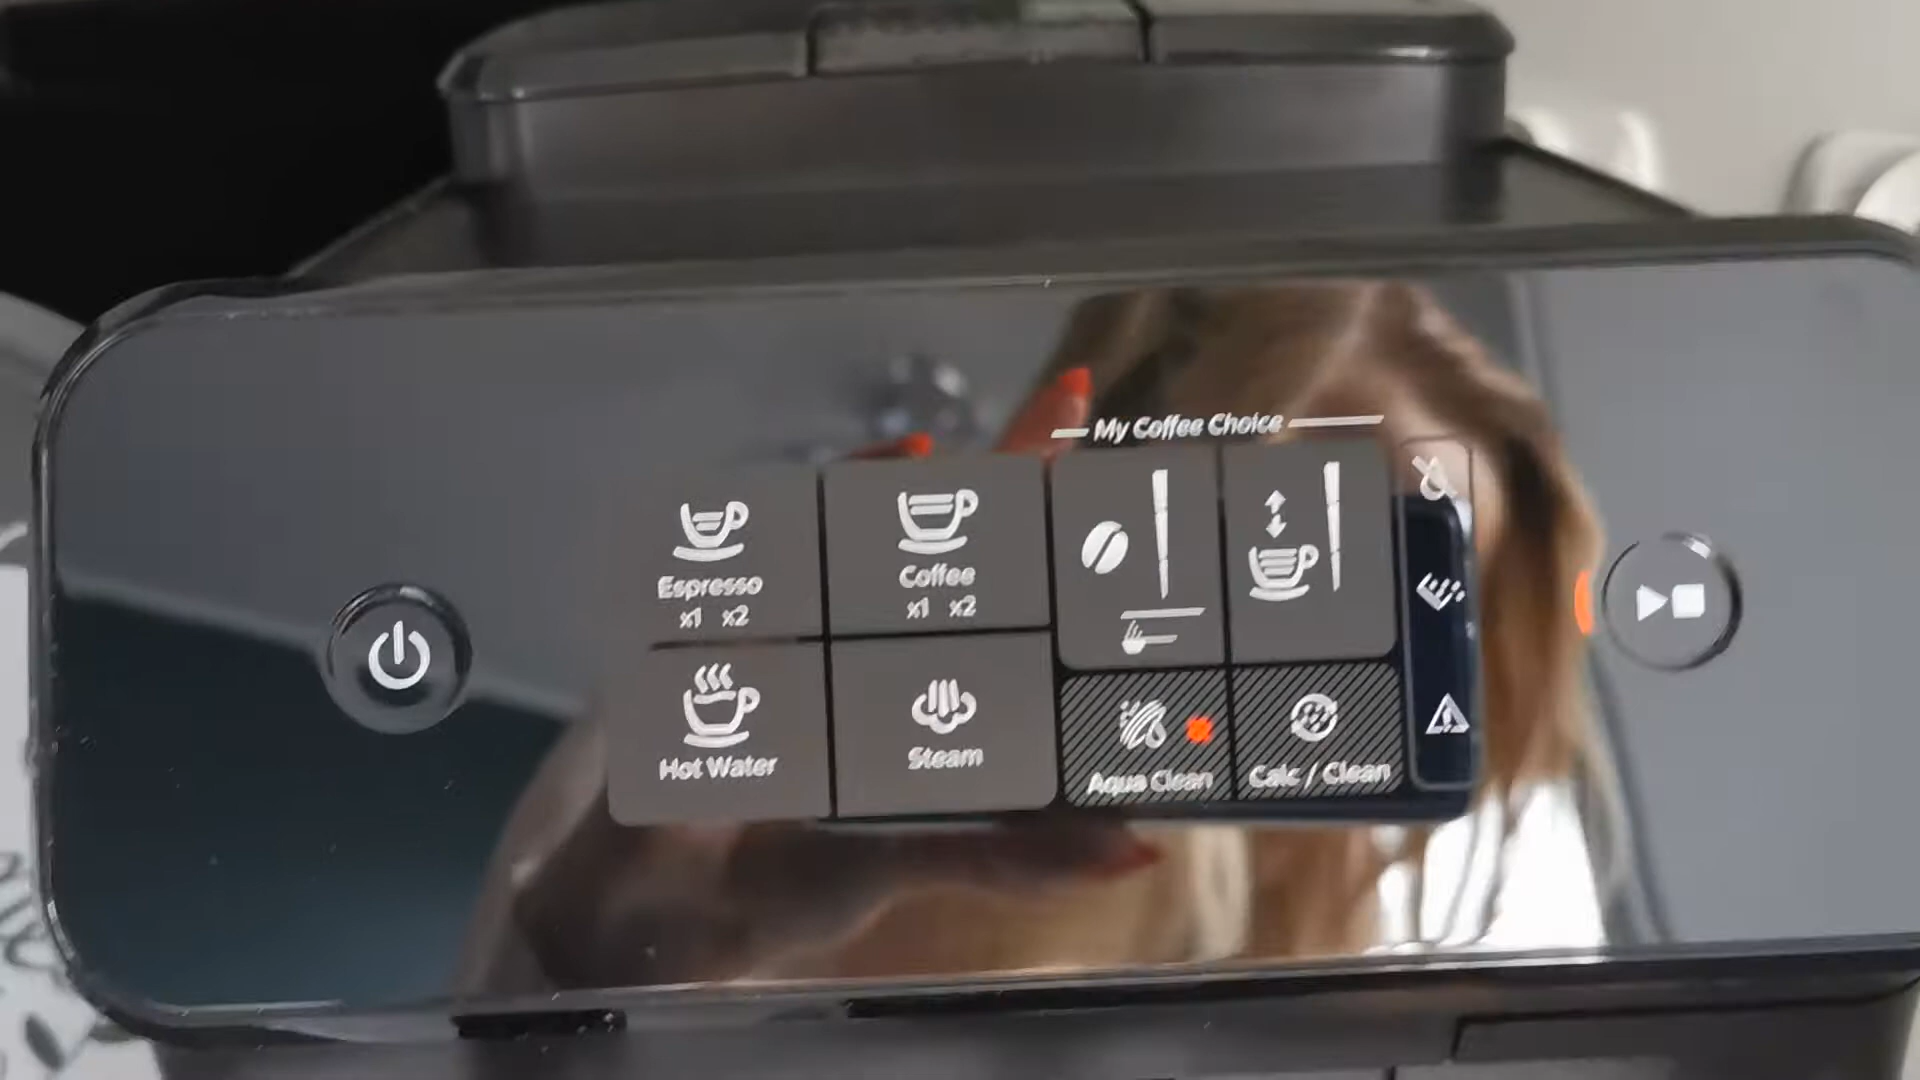 My Coffee Choice
Espresso
x1 x2
Coffee
x1 x2
Hot Water
Steam
Aqua Clean
Calc / Clean